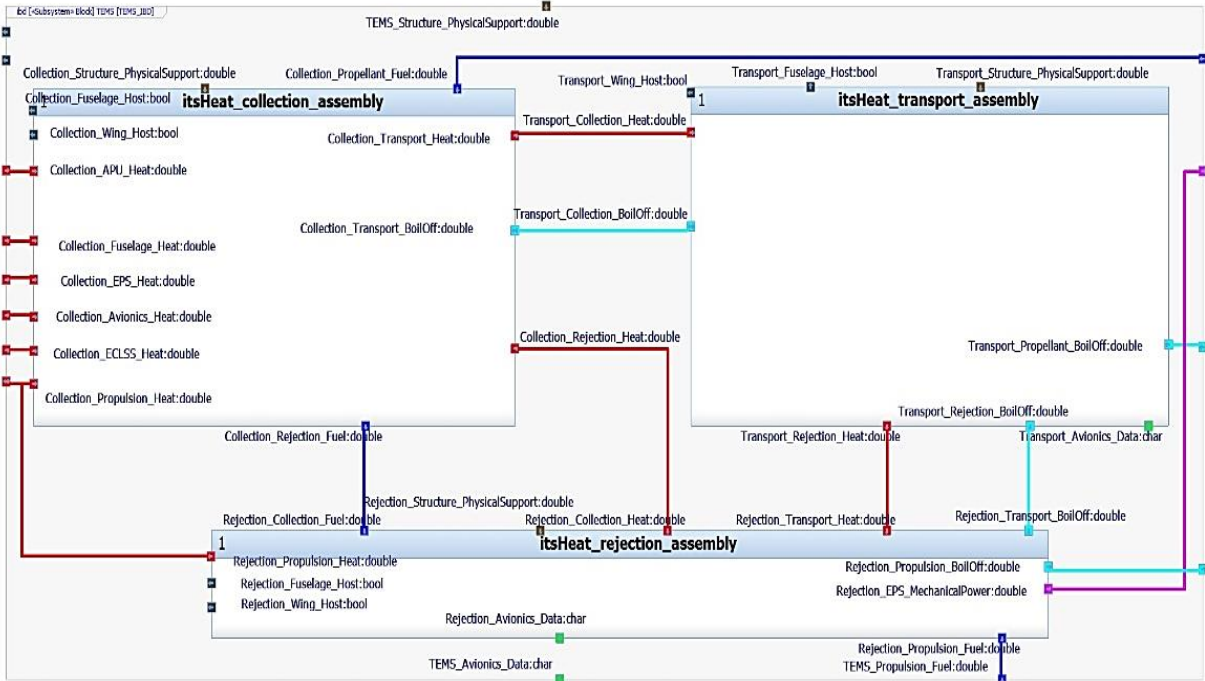 ibd [«Subsystem» Block] TEMS [TEMS_IBD]
TEMS_Structure_PhysicalSupport:double
Collection_Structure_PhysicalSupport:double
Collection_Propellant_Fuel:double
Transport_Wing_Host:bool
Transport_Fuselage_Host:bool
Transport_Structure_PhysicalSupport:double
Collection_Fuselage_Host:bool
1
itsHeat_collection_assembly
1
itsHeat_transport_assembly
Collection_Wing_Host:bool
Collection_Transport_Heat:double
Transport_Collection_Heat:double
Collection_APU_Heat:double
Collection_Transport_BoilOff:double
Transport_Collection_BoilOff:double
Collection_Fuselage_Heat:double
Collection_EPS_Heat:double
Collection_Avionics_Heat:double
Collection_Rejection_Heat:double
Collection_ECLSS_Heat:double
Transport_Propellant_BoilOff:double
Collection_Propulsion_Heat:double
Transport_Rejection_BoilOff:double
Collection_Rejection_Fuel:double
Transport_Rejection_Heat:double
Transport_Avionics_Data:char
Rejection_Structure_PhysicalSupport:double
Rejection_Collection_Fuel:double
Rejection_Collection_Heat:double
Rejection_Transport_Heat:double
Rejection_Transport_BoilOff:double
1
itsHeat_rejection_assembly
Rejection_Propulsion_Heat:double
Rejection_Propulsion_BoilOff:double
Rejection_Fuselage_Host:bool
Rejection_EPS_MechanicalPower:double
Rejection_Wing_Host:bool
Rejection_Avionics_Data:char
Rejection_Propulsion_Fuel:double
TEMS_Avionics_Data:char
TEMS_Propulsion_Fuel:double